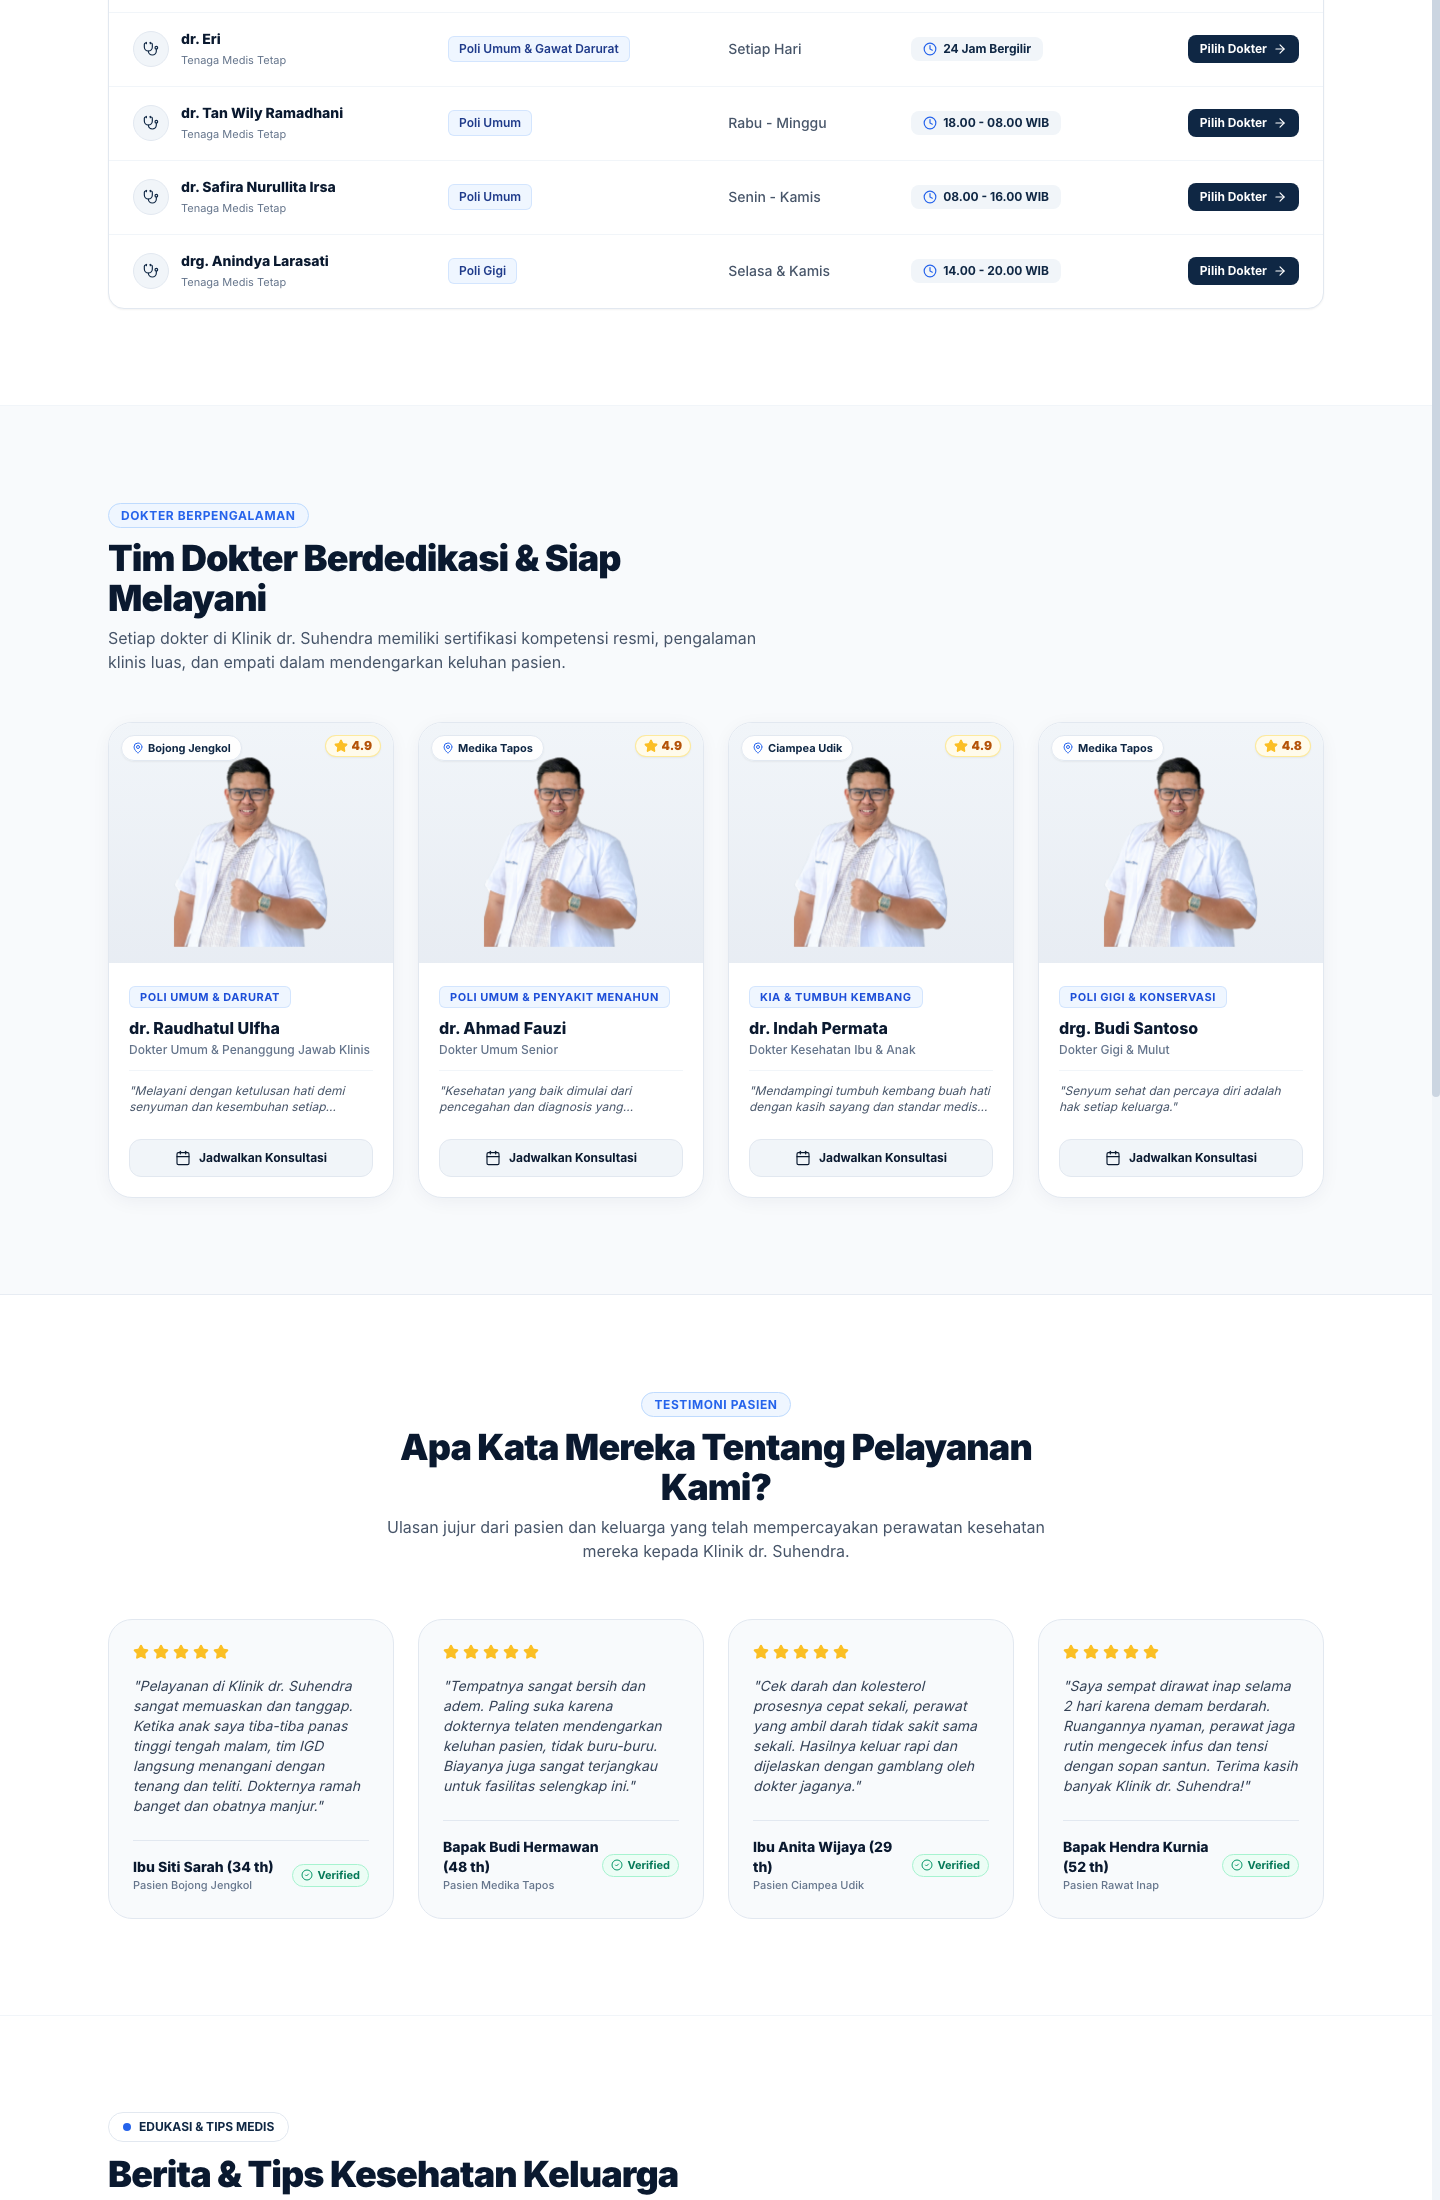 dr. Eri
Tenaga Medis Tetap
Poli Umum & Gawat Darurat
Setiap Hari
24 Jam Bergilir
Pilih Dokter
dr. Tan Wily Ramadhani
Tenaga Medis Tetap
Poli Umum
Rabu - Minggu
18.00 - 08.00 WIB
Pilih Dokter
dr. Safira Nurullita Irsa
Tenaga Medis Tetap
Poli Umum
Senin - Kamis
08.00 - 16.00 WIB
Pilih Dokter
drg. Anindya Larasati
Tenaga Medis Tetap
Poli Gigi
Selasa & Kamis
14.00 - 20.00 WIB
Pilih Dokter
DOKTER BERPENGALAMAN
Tim Dokter Berdedikasi & Siap
Melayani
Setiap dokter di Klinik dr. Suhendra memiliki sertifikasi kompetensi resmi, pengalaman
klinis luas, dan empati dalam mendengarkan keluhan pasien.
Bojong Jengkol
4.9
POLI UMUM & DARURAT
dr. Raudhatul Ulfha
Dokter Umum & Penanggung Jawab Klinis
"Melayani dengan ketulusan hati demi
senyuman dan kesembuhan setiap...
Jadwalkan Konsultasi
Medika Tapos
4.9
POLI UMUM & PENYAKIT MENAHUN
dr. Ahmad Fauzi
Dokter Umum Senior
"Kesehatan yang baik dimulai dari
pencegahan dan diagnosis yang...
Jadwalkan Konsultasi
Ciampea Udik
4.9
KIA & TUMBUH KEMBANG
dr. Indah Permata
Dokter Kesehatan Ibu & Anak
"Mendampingi tumbuh kembang buah hati
dengan kasih sayang dan standar medis...
Jadwalkan Konsultasi
Medika Tapos
4.8
POLI GIGI & KONSERVASI
drg. Budi Santoso
Dokter Gigi & Mulut
"Senyum sehat dan percaya diri adalah
hak setiap keluarga."
Jadwalkan Konsultasi
TESTIMONI PASIEN
Apa Kata Mereka Tentang Pelayanan
Kami?
Ulasan jujur dari pasien dan keluarga yang telah mempercayakan perawatan kesehatan
mereka kepada Klinik dr. Suhendra.
"Pelayanan di Klinik dr. Suhendra
sangat memuaskan dan tanggap.
Ketika anak saya tiba-tiba panas
tinggi tengah malam, tim IGD
langsung menangani dengan
tenang dan teliti. Dokternya ramah
banget dan obatnya manjur."
Ibu Siti Sarah (34 th)
Pasien Bojong Jengkol
Verified
"Tempatnya sangat bersih dan
adem. Paling suka karena
dokternya telaten mendengarkan
keluhan pasien, tidak buru-buru.
Biayanya juga sangat terjangkau
untuk fasilitas selengkap ini."
Bapak Budi Hermawan
(48 th)
Pasien Medika Tapos
Verified
"Cek darah dan kolesterol
prosesnya cepat sekali, perawat
yang ambil darah tidak sakit sama
sekali. Hasilnya keluar rapi dan
dijelaskan dengan gamblang oleh
dokter jaganya."
Ibu Anita Wijaya (29
th)
Pasien Ciampea Udik
Verified
"Saya sempat dirawat inap selama
2 hari karena demam berdarah.
Ruangannya nyaman, perawat jaga
rutin mengecek infus dan tensi
dengan sopan santun. Terima kasih
banyak Klinik dr. Suhendra!"
Bapak Hendra Kurnia
(52 th)
Pasien Rawat Inap
Verified
EDUKASI & TIPS MEDIS
Berita & Tips Kesehatan Keluarga